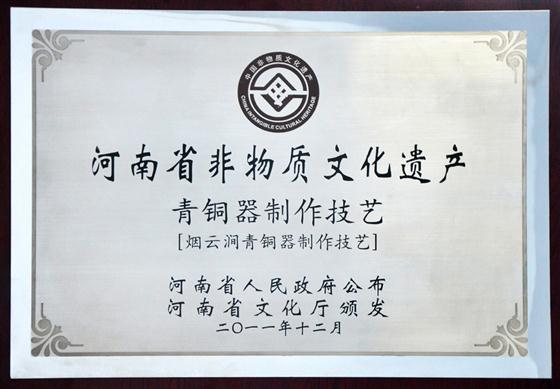 中国非物质文化遗产
CHINA INTANGIBLE CULTURAL HERITAGE
河南省非物质文化遗产
青铜器制作技艺
[烟云涧青铜器制作技艺]
河南省人民政府公布
河南省文化厅颁发
二〇一一年十二月